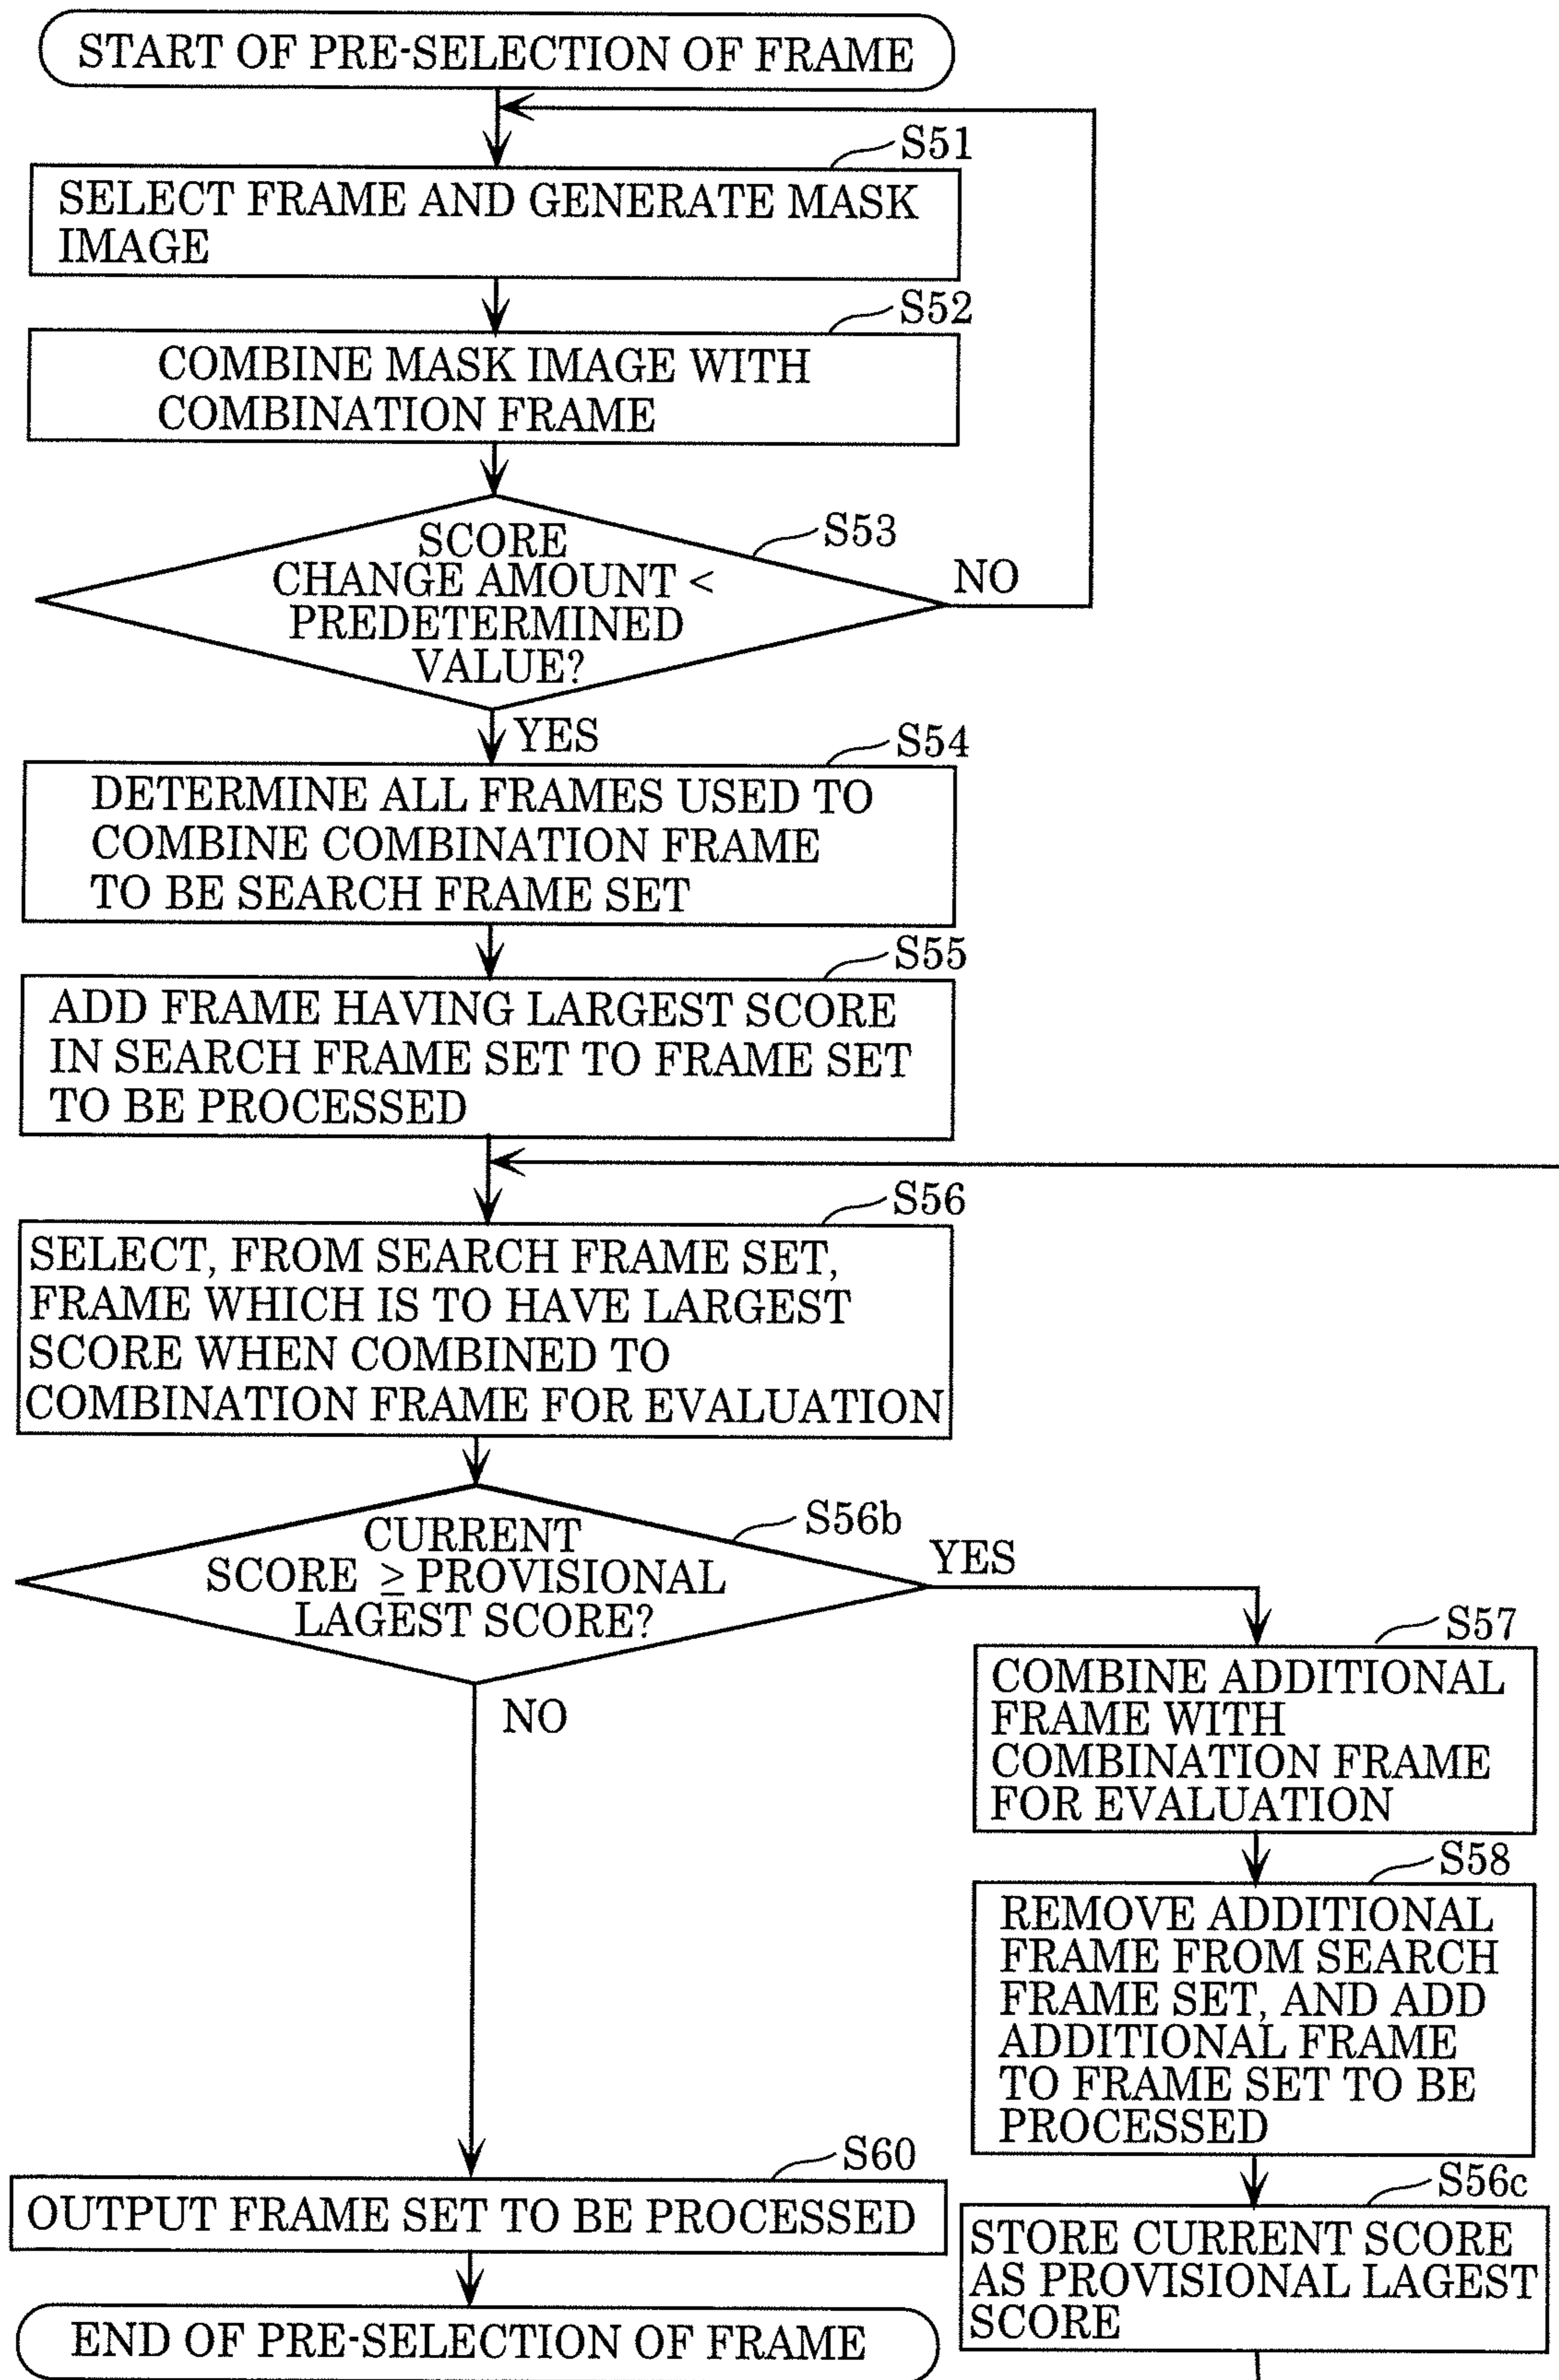 START OF PRE-SELECTION OF FRAME
S51
SELECT FRAME AND GENERATE MASK
IMAGE
S52
COMBINE MASK IMAGE WITH
COMBINATION FRAME
S53
SCORE
CHANGE AMOUNT <
PREDETERMINED
VALUE?
NO
YES
S54
DETERMINE ALL FRAMES USED TO
COMBINE COMBINATION FRAME
TO BE SEARCH FRAME SET
S55
ADD FRAME HAVING LARGEST SCORE
IN SEARCH FRAME SET TO FRAME SET
TO BE PROCESSED
S56
SELECT, FROM SEARCH FRAME SET,
FRAME WHICH IS TO HAVE LARGEST
SCORE WHEN COMBINED TO
COMBINATION FRAME FOR EVALUATION
S56b
CURRENT
SCORE ≥ PROVISIONAL
LAGEST SCORE?
YES
NO
S57
COMBINE ADDITIONAL
FRAME WITH
COMBINATION FRAME
FOR EVALUATION
S58
REMOVE ADDITIONAL
FRAME FROM SEARCH
FRAME SET, AND ADD
ADDITIONAL FRAME
TO FRAME SET TO BE
PROCESSED
S56c
STORE CURRENT SCORE
AS PROVISIONAL LAGEST
SCORE
S60
OUTPUT FRAME SET TO BE PROCESSED
END OF PRE-SELECTION OF FRAME